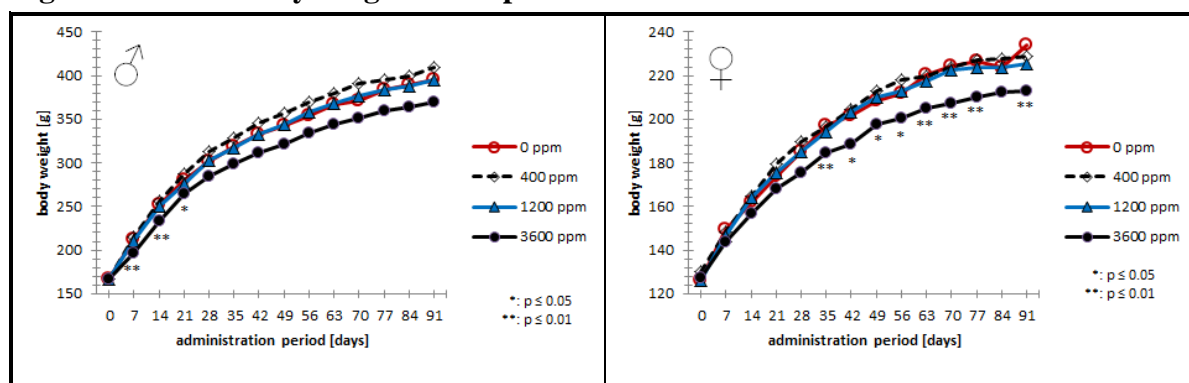 450
400
350
300
250
200
150
body weight [g]
**
**
*
0 ppm
400 ppm
1200 ppm
3600 ppm
*: p ≤ 0.05
**: p ≤ 0.01
0 7 14 21 28 35 42 49 56 63 70 77 84 91
administration period [days]
240
220
200
180
160
140
120
body weight [g]
** * * * ** ** ** **
0 ppm
400 ppm
1200 ppm
3600 ppm
*: p ≤ 0.05
**: p ≤ 0.01
0 7 14 21 28 35 42 49 56 63 70 77 84 91
administration period [days]